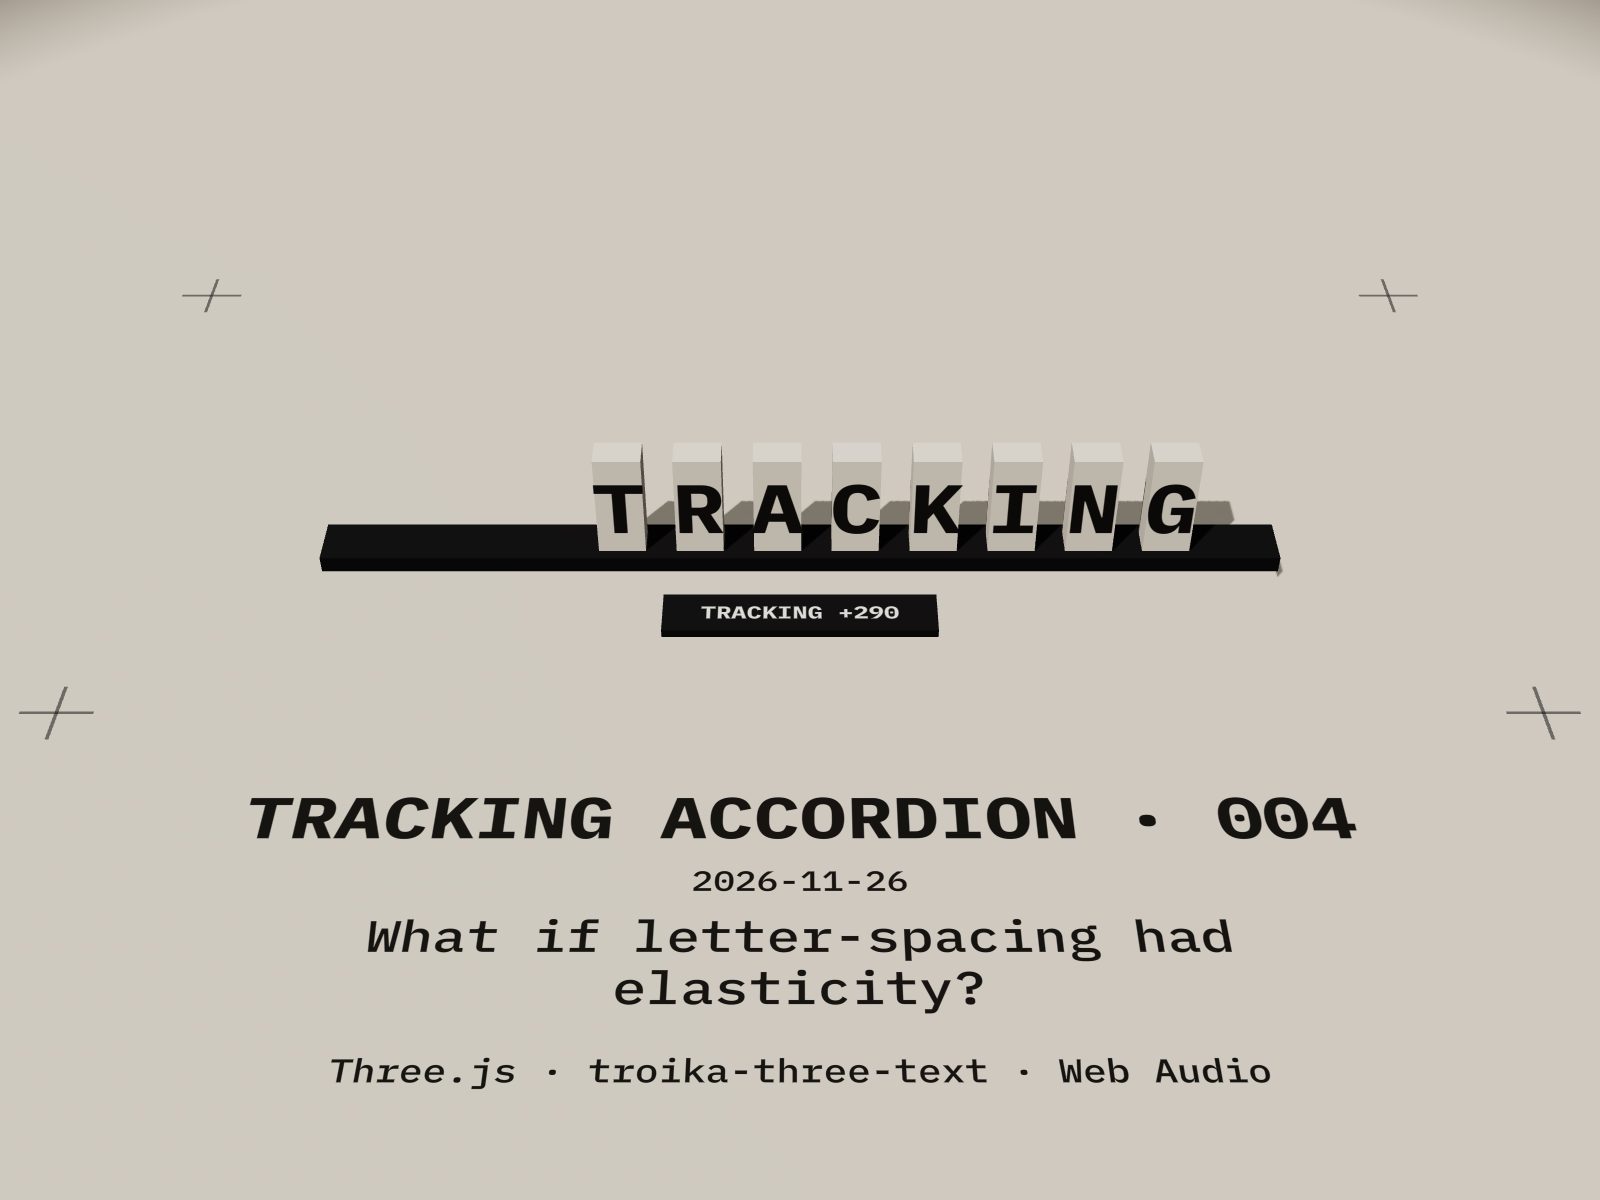 TRACKING
TRACKING +290
TRACKING ACCORDION · 004
2026-11-26
What if letter-spacing had
elasticity?
Three.js · troika-three-text · Web Audio